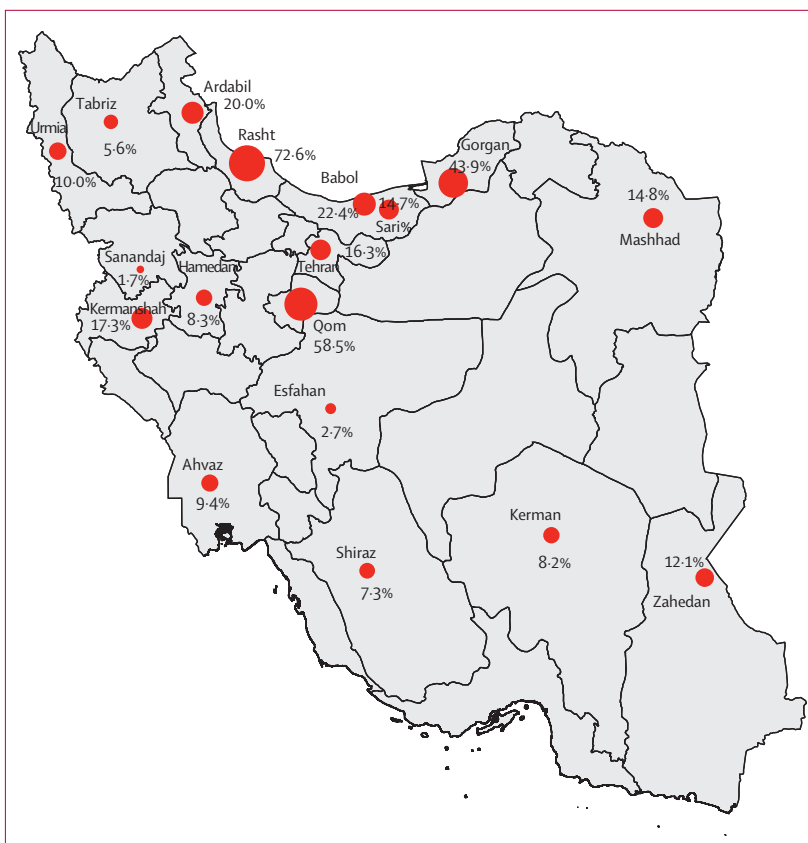 Ardabil
20·0%
Tabriz
5·6%
Urmia
10·0%
Rasht
72·6%
Gorgan
43·9%
Babol
22·4%
14·7%
Sari%
14·8%
Mashhad
16·3%
Tehran
Sanandaj
1·7%
Hamedan
8·3%
Kermanshah
17·3%
Qom
58·5%
Esfahan
2·7%
Ahvaz
9·4%
Kerman
8·2%
Shiraz
7·3%
12·1%
Zahedan